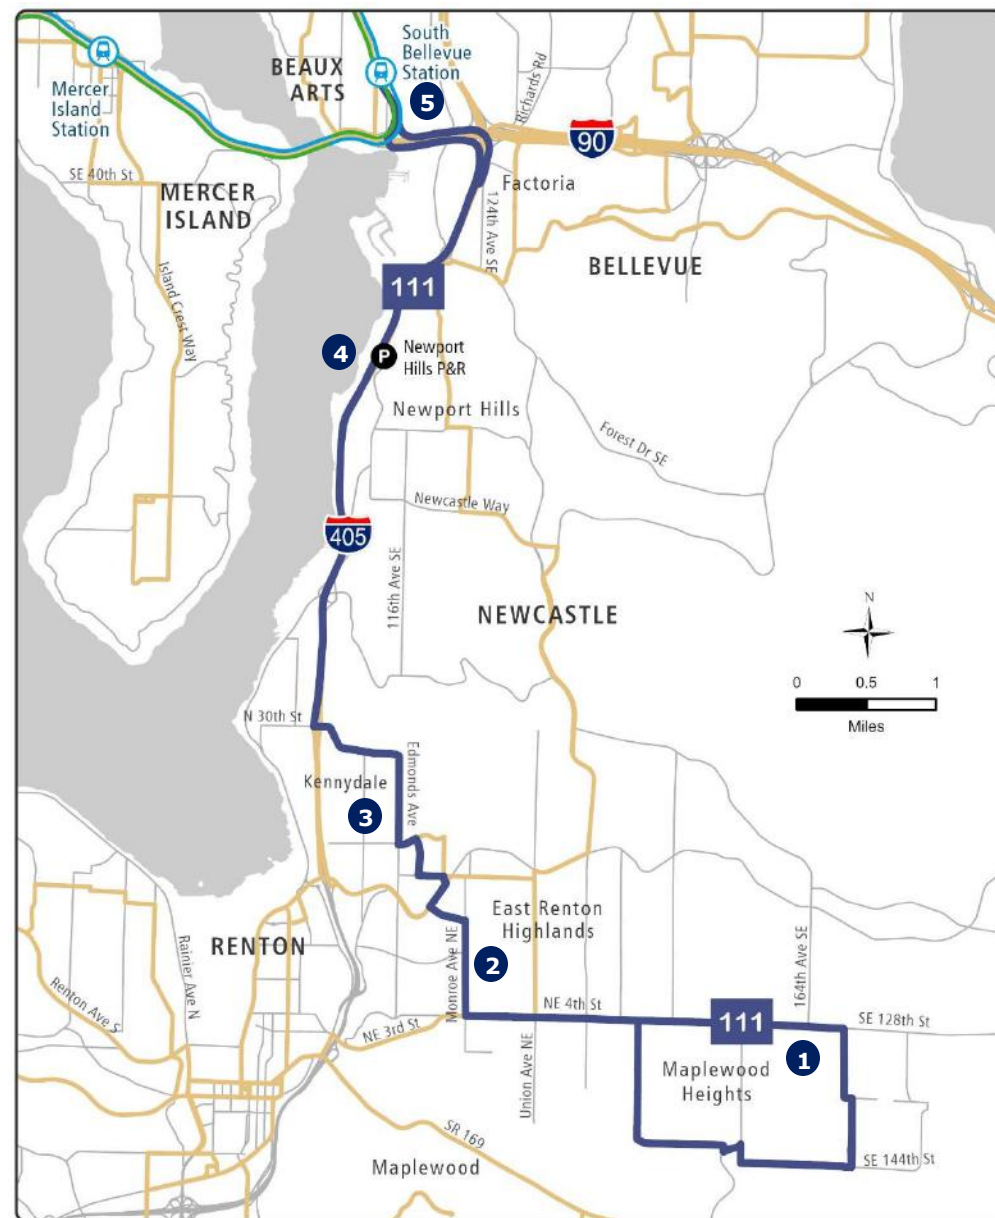 South
Bellevue
Station
BEAUX
ARTS
5
Mercer
Island
Station
Richards Rd
90
SE 40th St
MERCER
ISLAND
Factoria
124th Ave SE
BELLEVUE
111
Island Crest Way
4
P
Newport
Hills P&R
Newport Hills
Forest Dr SE
Newcastle Way
405
116th Ave SE
NEWCASTLE
N
0 0.5 1
Miles
N 30th St
Edmonds Ave
Kennydale
3
East Renton
Highlands
RENTON
Monroe Ave NE
2
Rainier Ave N
164th Ave SE
Renton Ave S
NE 4th St
111
SE 128th St
NE 3rd St
Union Ave NE
1
Maplewood
Heights
SR 169
Maplewood
SE 144th St